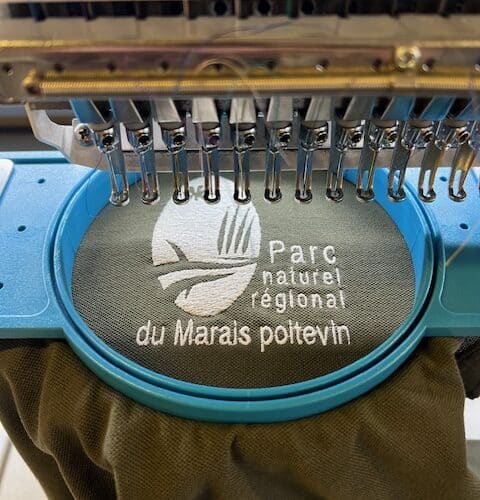 Parc
naturel
régional
du Marais poitevin